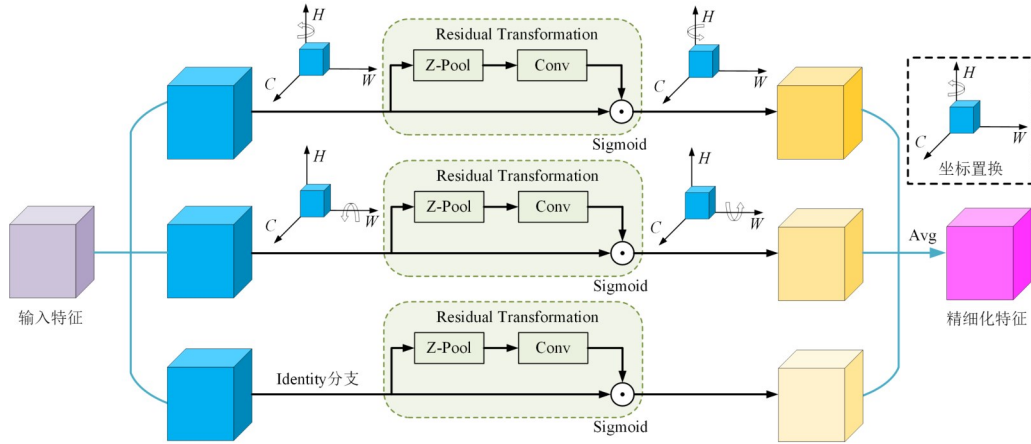 H
C
W
Residual Transformation
Z-Pool
Conv
Sigmoid
H
C
W
H
C
W
坐标置换
H
C
W
Residual Transformation
Z-Pool
Conv
Sigmoid
H
C
W
输入特征
Avg
精细化特征
Identity分支
Residual Transformation
Z-Pool
Conv
Sigmoid